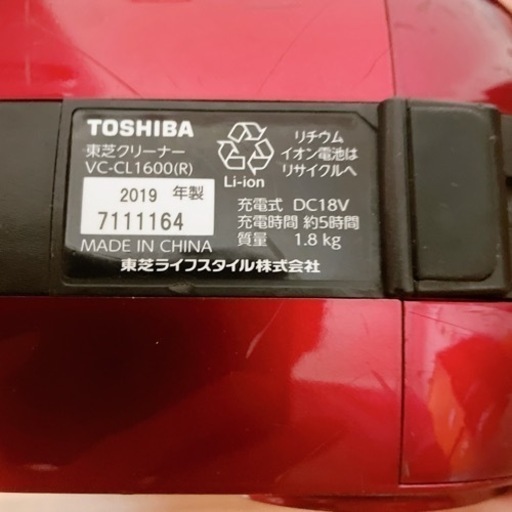 TOSHIBA
東芝クリーナー
VC-CL1600(R)
2019 年製
7111164
MADE IN CHINA
Li-ion
リチウム
イオン電池は
リサイクルへ
充電式 DC18V
充電時間 約5時間
質量 1.8 kg
東芝ライフスタイル株式会社